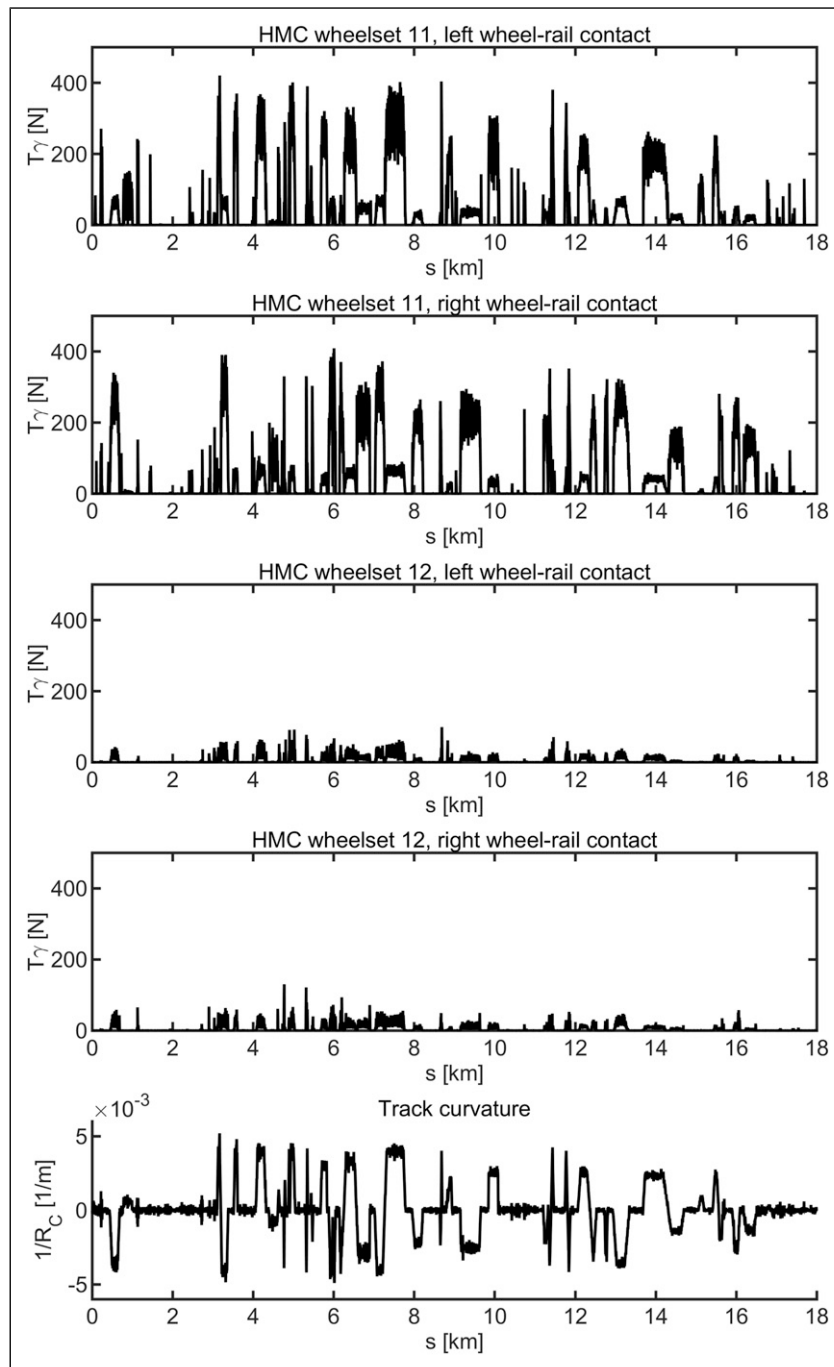 HMC wheelset 11, left wheel-rail contact
400
200
0
Tγ [N]
0 2 4 6 8 10 12 14 16 18
s [km]
HMC wheelset 11, right wheel-rail contact
400
200
0
Tγ [N]
0 2 4 6 8 10 12 14 16 18
s [km]
HMC wheelset 12, left wheel-rail contact
400
200
0
Tγ [N]
0 2 4 6 8 10 12 14 16 18
s [km]
HMC wheelset 12, right wheel-rail contact
400
200
0
Tγ [N]
0 2 4 6 8 10 12 14 16 18
s [km]
×10⁻³ Track curvature
5
0
-5
1/R_C [1/m]
0 2 4 6 8 10 12 14 16 18
s [km]